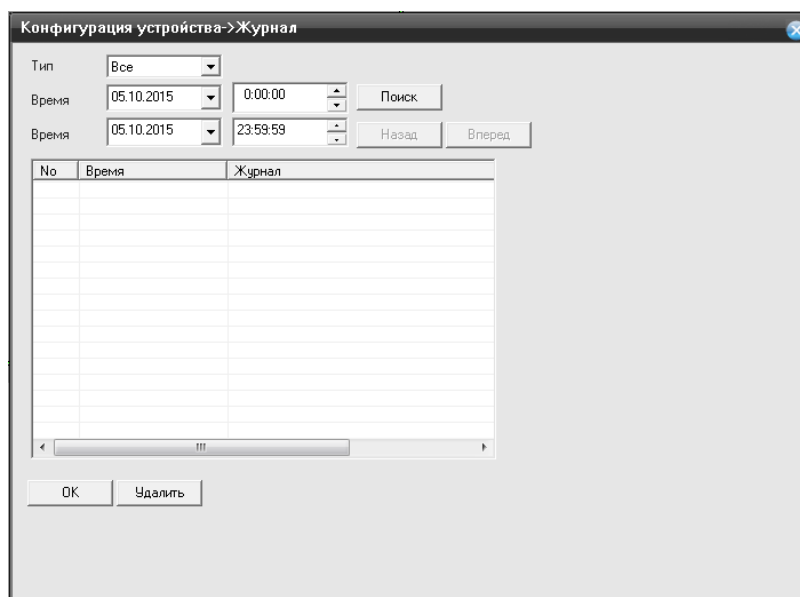 Конфигурация устройства->Журнал
Тип Все
Время 05.10.2015 0:00:00 Поиск
Время 05.10.2015 23:59:59 Назад Вперед
No Время Журнал
OK Удалить